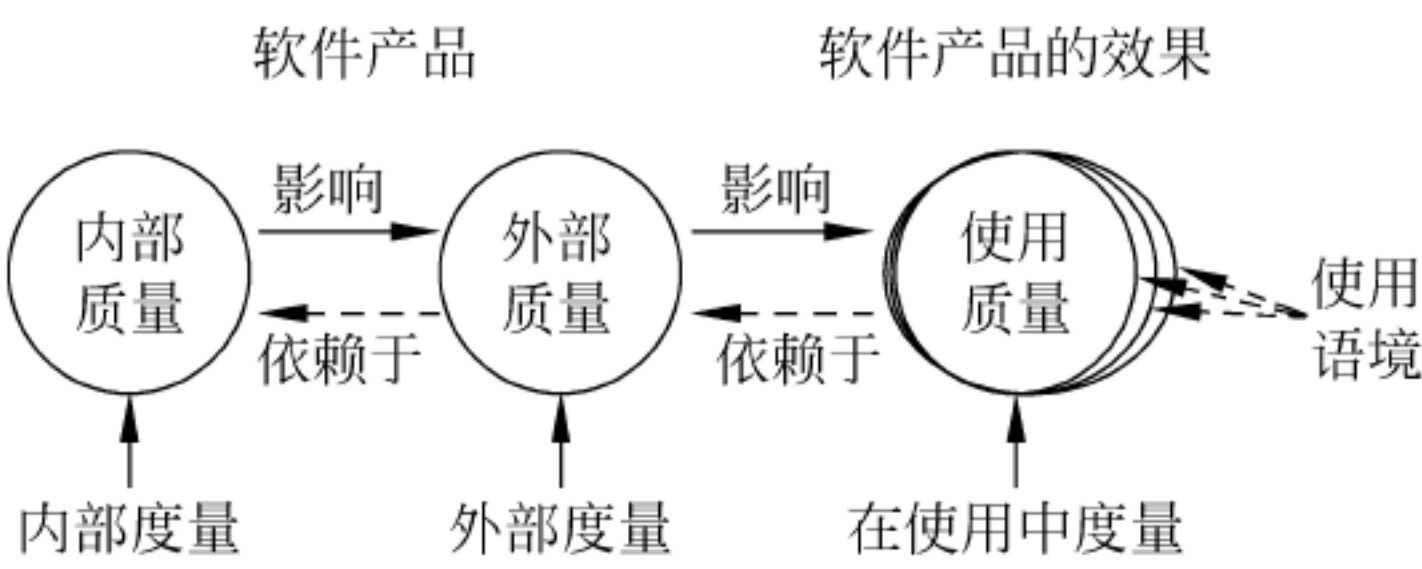 软件产品
软件产品的效果
内部
质量
影响
依赖于
外部
质量
影响
依赖于
使用
质量
使用
语境
内部度量
外部度量
在使用中度量